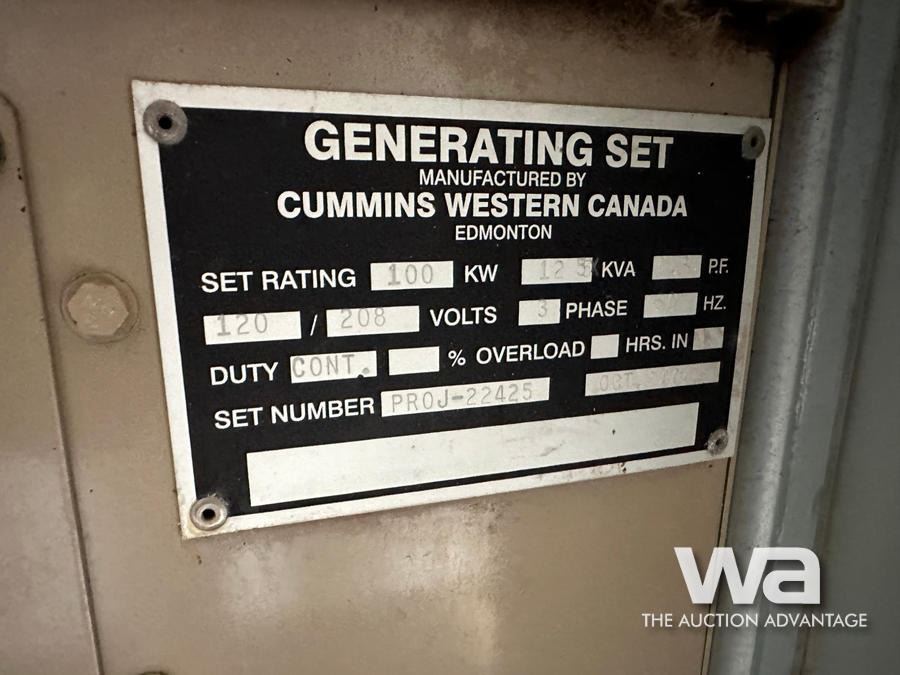 GENERATING SET
MANUFACTURED BY
CUMMINS WESTERN CANADA
EDMONTON
SET RATING 100 KW KVA P.F.
120 / 208 VOLTS 3 PHASE HZ.
DUTY CONT. % OVERLOAD HRS. IN
SET NUMBER PROJ-22425 OCT.
wa
THE AUCTION ADVANTAGE